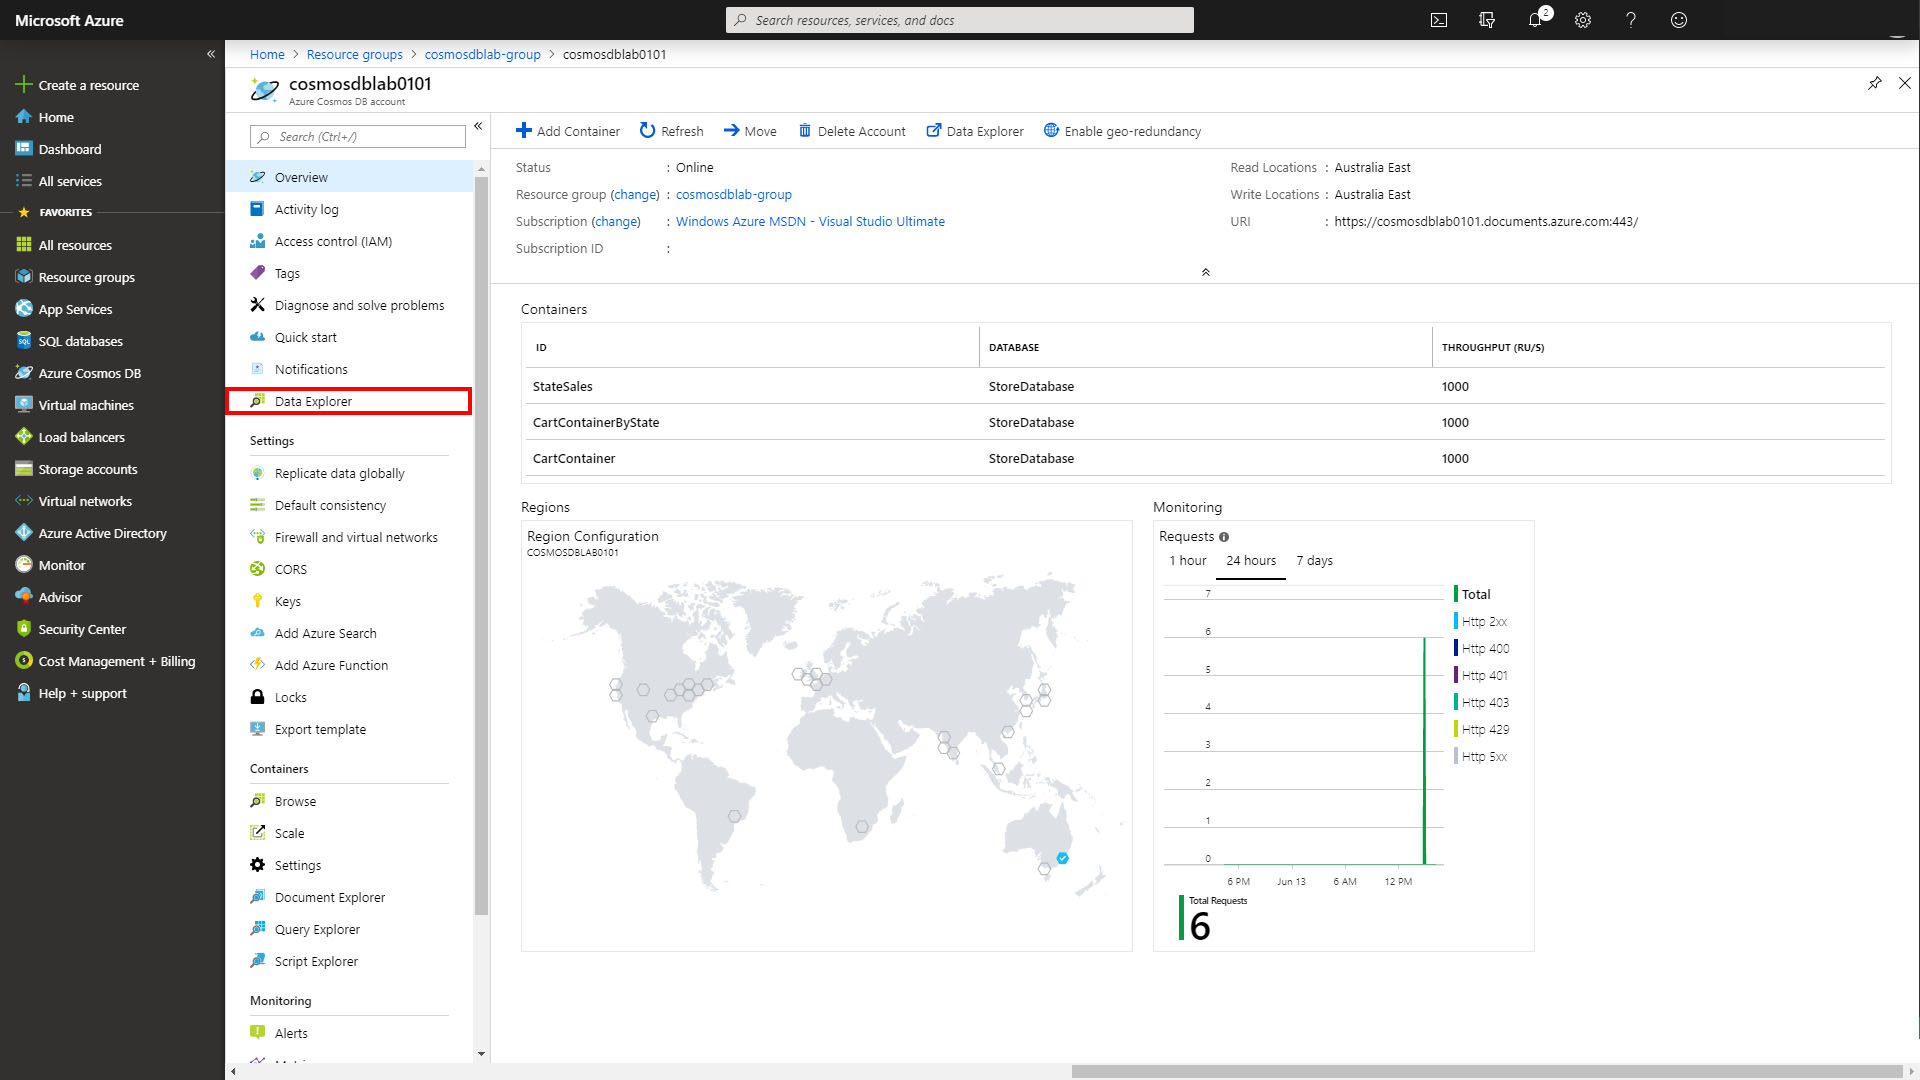 Microsoft Azure
Search resources, services, and docs
2
Create a resource
Home
Dashboard
All services
FAVORITES
All resources
Resource groups
App Services
SQL databases
Azure Cosmos DB
Virtual machines
Load balancers
Storage accounts
Virtual networks
Azure Active Directory
Monitor
Advisor
Security Center
Cost Management + Billing
Help + support
Home > Resource groups > cosmosdblab-group > cosmosdblab0101
cosmosdblab0101
Azure Cosmos DB account
Search (Ctrl+/)
Overview
Activity log
Access control (IAM)
Tags
Diagnose and solve problems
Quick start
Notifications
Data Explorer
Settings
Replicate data globally
Default consistency
Firewall and virtual networks
CORS
Keys
Add Azure Search
Add Azure Function
Locks
Export template
Containers
Browse
Scale
Settings
Document Explorer
Query Explorer
Script Explorer
Monitoring
Alerts
Add Container Refresh Move Delete Account Data Explorer Enable geo-redundancy
Status : Online
Resource group (change) : cosmosdblab-group
Subscription (change) : Windows Azure MSDN - Visual Studio Ultimate
Subscription ID :
Read Locations : Australia East
Write Locations : Australia East
URI : https://cosmosdblab0101.documents.azure.com:443/
Containers
ID DATABASE THROUGHPUT (RU/S)
StateSales StoreDatabase 1000
CartContainerByState StoreDatabase 1000
CartContainer StoreDatabase 1000
Regions
Region Configuration
COSMOSDBLAB0101
Monitoring
Requests
1 hour 24 hours 7 days
7
6
5
4
3
2
1
0
6 PM Jun 13 6 AM 12 PM
Total
Http 2xx
Http 400
Http 401
Http 403
Http 429
Http 5xx
Total Requests
6